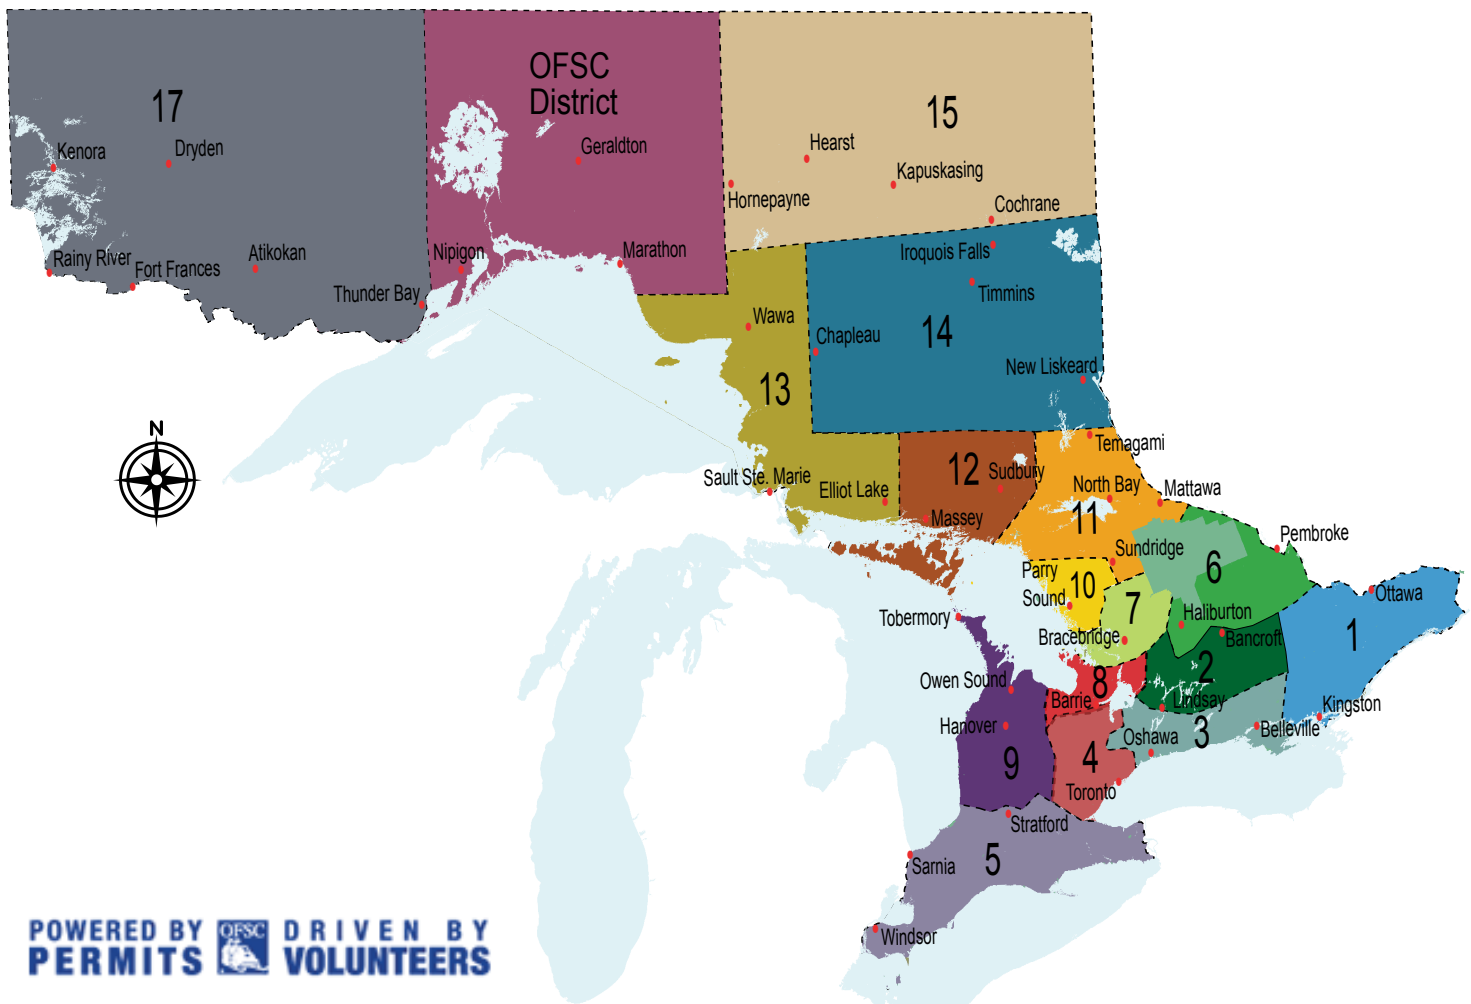 OFSC
District
17
15
Kenora
Dryden
Geraldton
Hearst
Kapuskasing
Hornepayne
Cochrane
Rainy River
Fort Frances
Atikokan
Thunder Bay
Nipigon
Marathon
Iroquois Falls
Timmins
Wawa
Chapleau
14
New Liskeard
13
N
Temagami
Sault Ste. Marie
Elliot Lake
12
Sudbury
Massey
North Bay
Mattawa
11
Sundridge
Pembroke
6
Parry
Sound
10
7
Haliburton
Ottawa
Tobermory
Bracebridge
Bancroft
1
2
Owen Sound
8
Barrie
Lindsay
Kingston
Hanover
3
Belleville
Oshawa
9
4
Toronto
Stratford
5
Sarnia
Windsor
POWERED BY
PERMITS
OFSC
DRIVEN BY
VOLUNTEERS